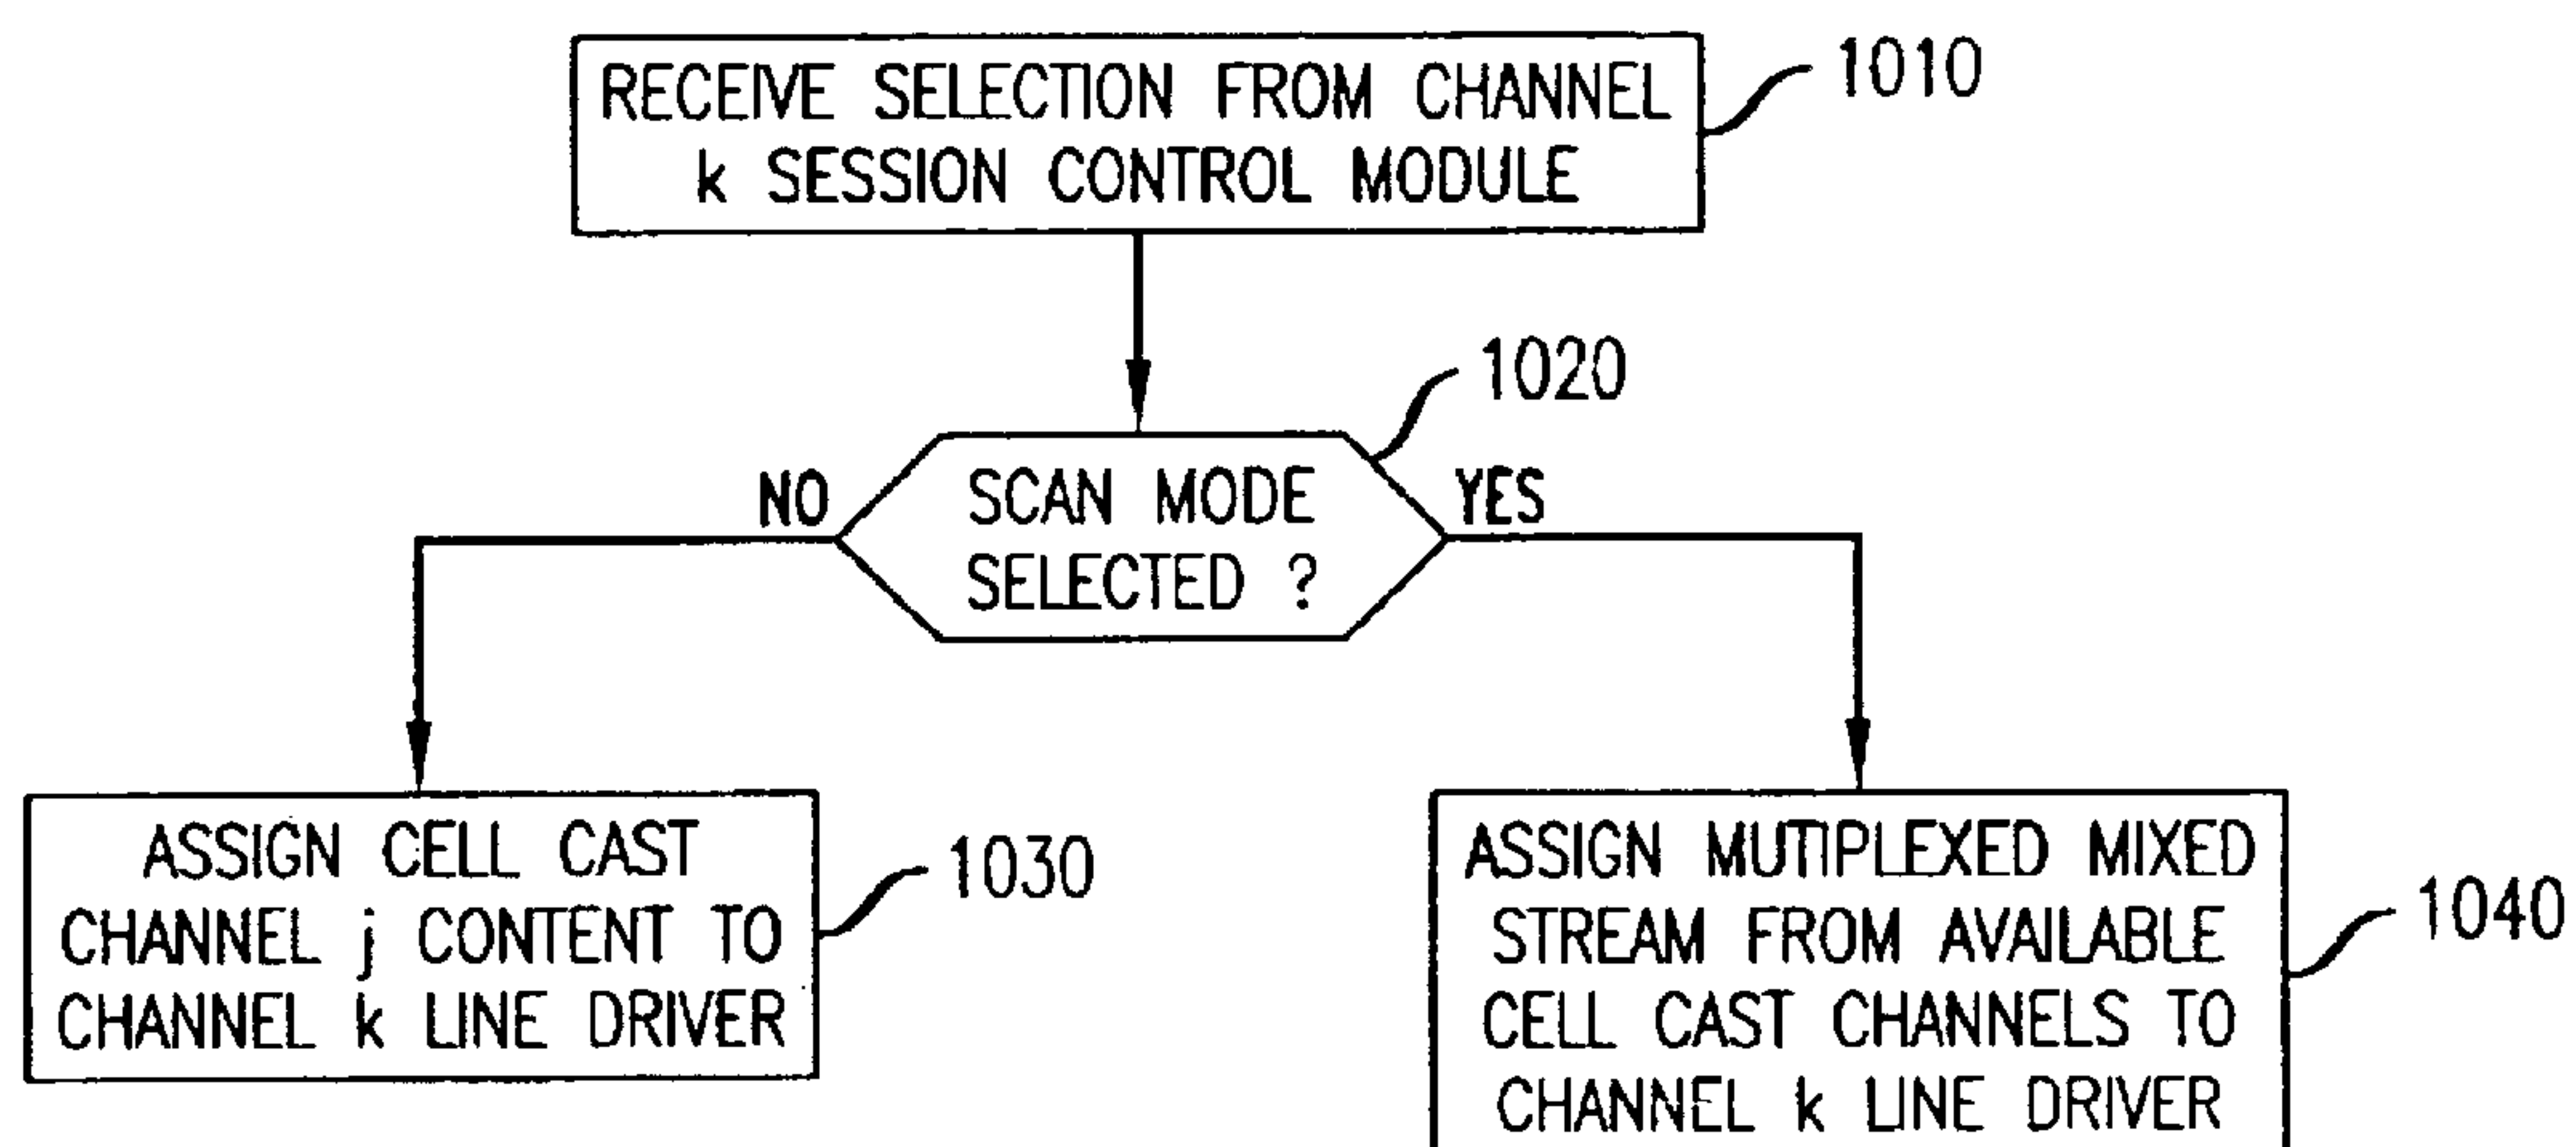 RECEIVE SELECTION FROM CHANNEL
k SESSION CONTROL MODULE
1010
1020
NO
SCAN MODE
SELECTED ?
YES
ASSIGN CELL CAST
CHANNEL j CONTENT TO
CHANNEL k LINE DRIVER
1030
ASSIGN MUTIPLEXED MIXED
STREAM FROM AVAILABLE
CELL CAST CHANNELS TO
CHANNEL k LINE DRIVER
1040